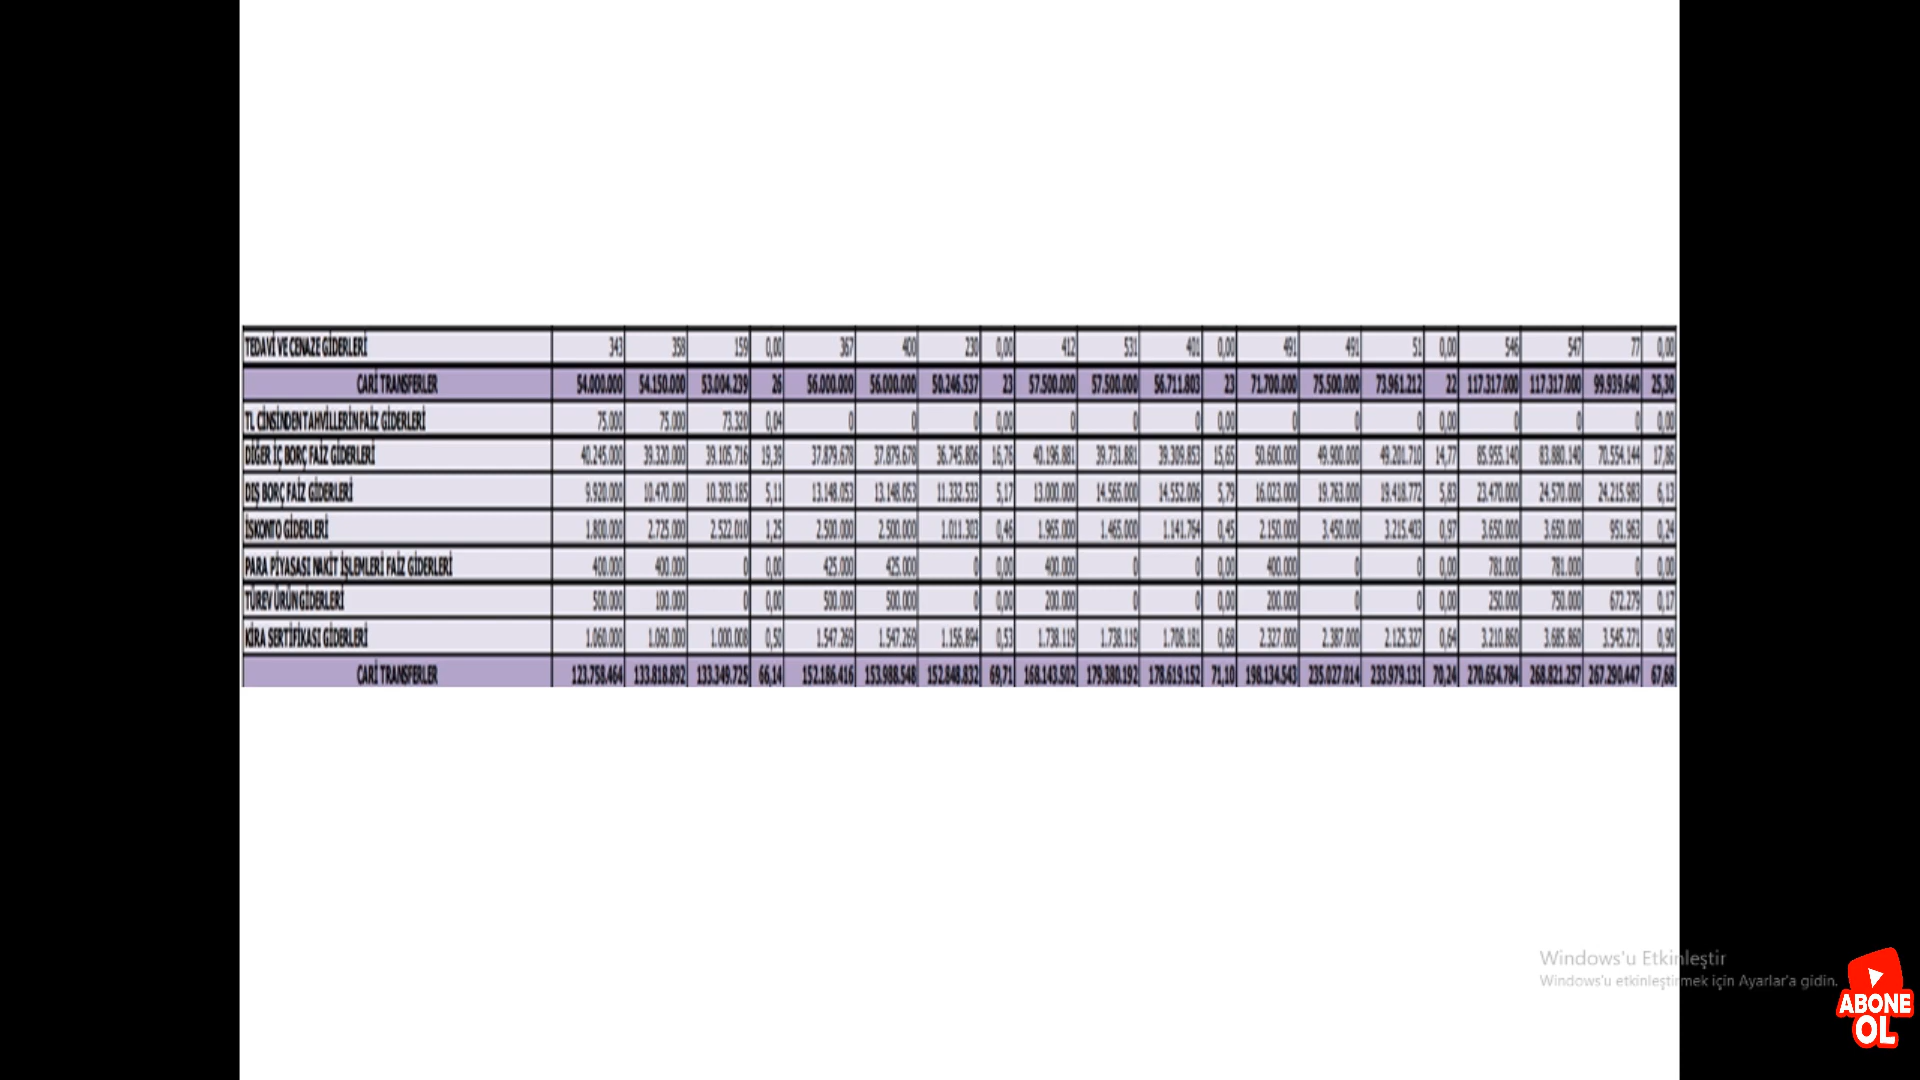 TEDAVİ VE CENAZE GİDERLERİ 343 358 159 0,00 367 400 230 0,00 412 531 401 0,00 491 491 51 0,00 546 547 77 0,00
CARİ TRANSFERLER 54.000.000 54.150.000 53.004.239 26 56.000.000 56.000.000 50.246.537 23 57.500.000 57.500.000 56.711.803 23 71.700.000 75.500.000 73.961.212 22 117.317.000 117.317.000 99.939.640 25,30
TL CİNSİNDEN TAHVİLLERİN FAİZ GİDERLERİ 75.000 75.000 73.320 0,04 0 0 0 0,00 0 0 0 0,00 0 0 0 0,00 0 0 0 0,00
DİĞER İÇ BORÇ FAİZ GİDERLERİ 40.245.000 39.320.000 39.105.716 19,39 37.879.678 37.879.678 36.745.806 16,76 40.196.881 39.731.881 39.309.853 15,65 50.600.000 49.900.000 49.201.710 14,77 85.955.140 83.880.140 70.554.144 17,86
DIŞ BORÇ FAİZ GİDERLERİ 9.920.000 10.470.000 10.303.185 5,11 13.148.053 13.148.053 11.332.533 5,17 13.000.000 14.565.000 14.552.006 5,79 16.023.000 19.763.000 19.418.772 5,83 23.470.000 24.570.000 24.215.983 6,13
İSKONTO GİDERLERİ 1.800.000 2.725.000 2.522.010 1,25 2.500.000 2.500.000 1.011.303 0,46 1.965.000 1.465.000 1.141.764 0,45 2.150.000 3.450.000 3.215.403 0,97 3.650.000 3.650.000 951.963 0,24
PARA PİYASASI NAKİT İŞLEMLERİ FAİZ GİDERLERİ 400.000 400.000 0 0,00 425.000 425.000 0 0,00 400.000 0 0 0,00 400.000 0 0 0,00 781.000 781.000 0 0,00
TÜREV ÜRÜN GİDERLERİ 500.000 100.000 0 0,00 500.000 500.000 0 0,00 200.000 0 0 0,00 200.000 0 0 0,00 250.000 750.000 672.279 0,17
KİRA SERTİFİKASI GİDERLERİ 1.060.000 1.060.000 1.000.008 0,50 1.547.269 1.547.269 1.156.894 0,53 1.738.119 1.738.119 1.708.181 0,68 2.327.000 2.387.000 2.125.327 0,64 3.210.860 3.685.860 3.545.271 0,90
CARİ TRANSFERLER 123.758.464 133.818.892 133.349.725 66,14 152.186.416 153.988.548 152.848.832 69,71 168.143.502 179.380.192 178.619.152 71,10 198.134.543 235.027.014 233.979.131 70,24 270.654.784 268.821.257 267.290.447 67,68
Windows'u Etkinleştir
Windows'u etkinleştirmek için Ayarlar'a gidin.
ABONE
OL